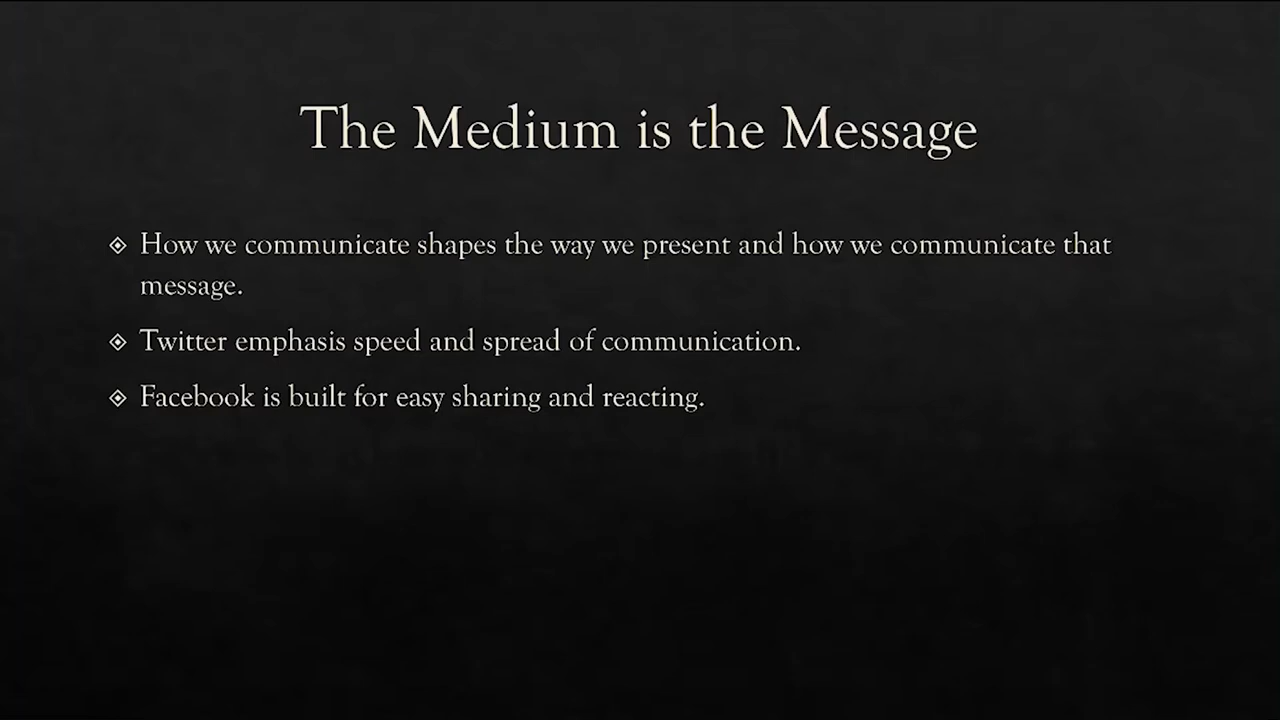 The Medium is the Message
How we communicate shapes the way we present and how we communicate that
message.
Twitter emphasis speed and spread of communication.
Facebook is built for easy sharing and reacting.